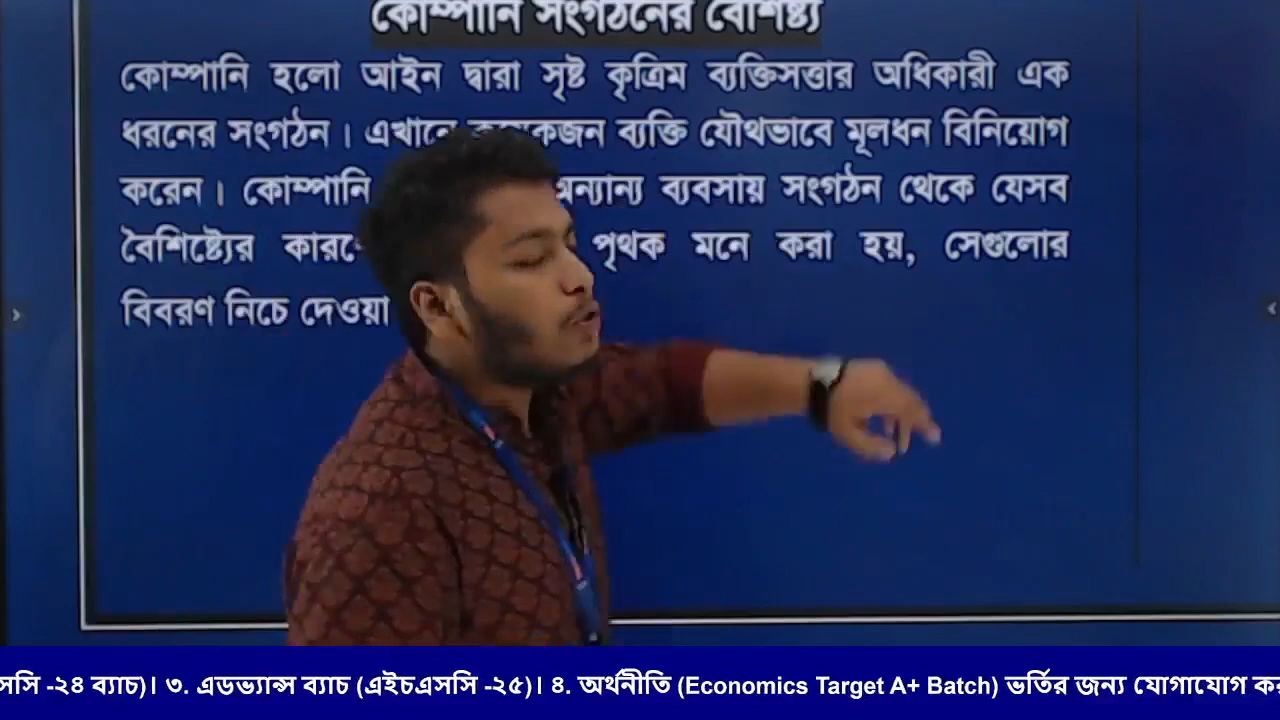 কোম্পানি সংগঠনের বৈশিষ্ট্য
কোম্পানি হলো আইন দ্বারা সৃষ্ট কৃত্রিম ব্যক্তিসত্তার অধিকারী এক
ধরনের সংগঠন। এখানে কয়েকজন ব্যক্তি যৌথভাবে মূলধন বিনিয়োগ
করেন। কোম্পানি অন্যান্য ব্যবসায় সংগঠন থেকে যেসব
বৈশিষ্ট্যের পৃথক মনে করা হয়, সেগুলোর
বিবরণ নিচে দেওয়া
-২৪ ব্যাচ)। ৩. এডভ্যান্স ব্যাচ (এইচএসসি -২৫)। ৪. অর্থনীতি (Economics Target A+ Batch) ভর্তির জন্য যোগাযোগ